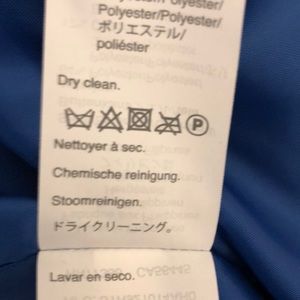 Polyester/Polyester/
ポリエステル/
poliéster
Dry clean.
P
Nettoyer à sec.
Chemische reinigung.
Stoomreinigen.
ドライクリーニング。
Lavar en seco.